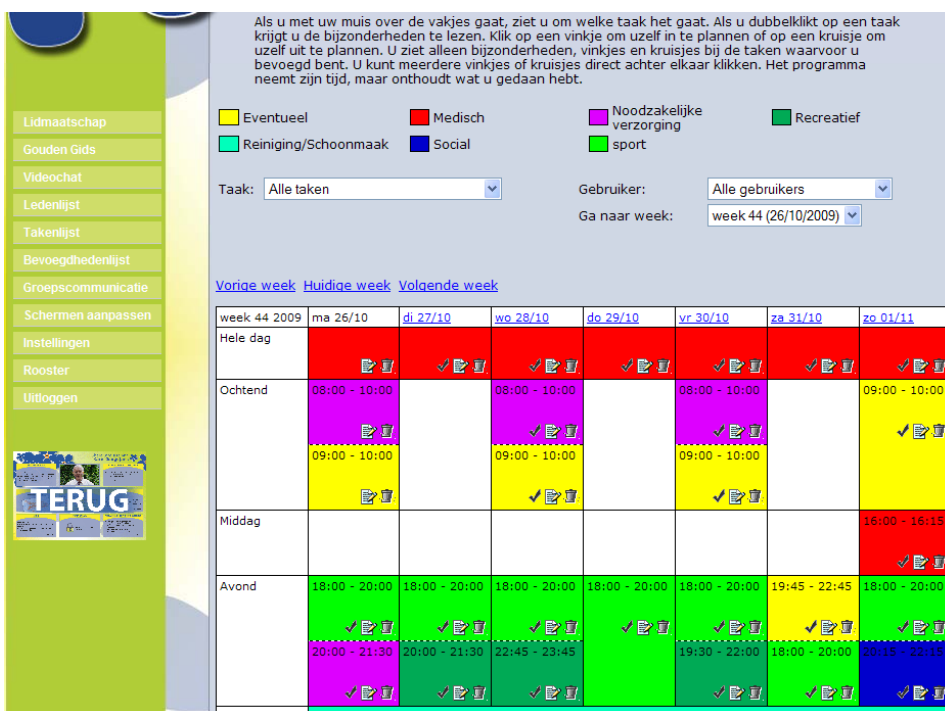 Als u met uw muis over de vakjes gaat, ziet u om welke taak het gaat. Als u dubbelklikt op een taak
krijgt u de bijzonderheden te lezen. Klik op een vinkje om uzelf in te plannen of op een kruisje om
uzelf uit te plannen. U ziet alleen bijzonderheden, vinkjes en kruisjes bij de taken waarvoor u
bevoegd bent. U kunt meerdere vinkjes of kruisjes direct achter elkaar klikken. Het programma
neemt zijn tijd, maar onthoudt wat u gedaan hebt.
Eventueel Medisch Noodzakelijke verzorging Recreatief
Reiniging/Schoonmaak Social sport
Taak: Alle taken Gebruiker: Alle gebruikers
Ga naar week: week 44 (26/10/2009)
Lidmaatschap
Gouden Gids
Videochat
Ledenlijst
Takenlijst
Bevoegdhedenlijst
Groepscommunicatie
Schermen aanpassen
Instellingen
Rooster
Uitloggen
TERUG
Vorige week Huidige week Volgende week
week 44 2009 ma 26/10 di 27/10 wo 28/10 do 29/10 vr 30/10 za 31/10 zo 01/11
Hele dag
Ochtend 08:00 - 10:00 08:00 - 10:00 08:00 - 10:00 09:00 - 10:00
09:00 - 10:00 09:00 - 10:00 09:00 - 10:00
Middag 16:00 - 16:15
Avond 18:00 - 20:00 18:00 - 20:00 18:00 - 20:00 18:00 - 20:00 18:00 - 20:00 19:45 - 22:45 18:00 - 20:00
20:00 - 21:30 20:00 - 21:30 22:45 - 23:45 19:30 - 22:00 18:00 - 20:00 20:15 - 22:15